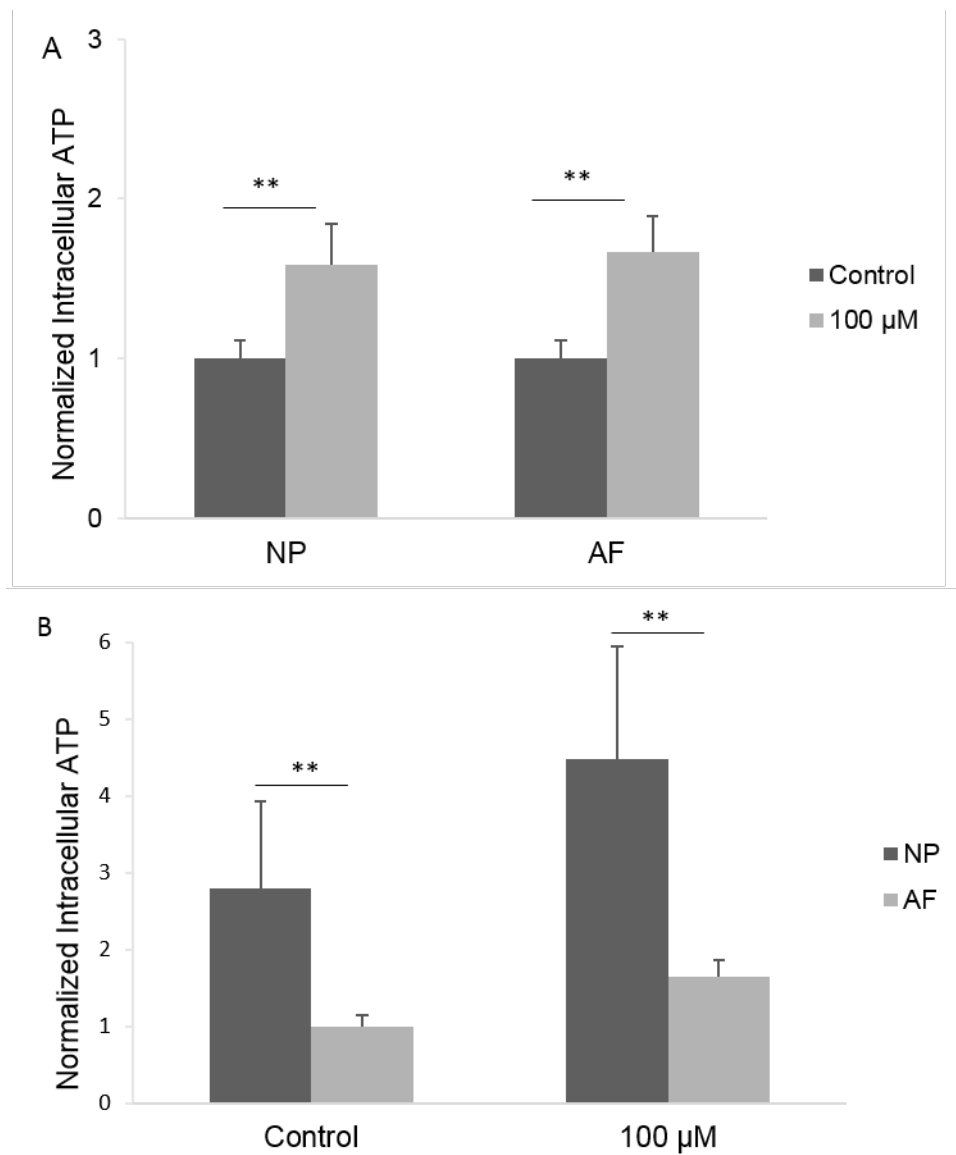 A
3
2
1
0
Normalized Intracellular ATP
**
**
NP
AF
Control
100 μM
B
6
5
4
3
2
1
0
Normalized Intracellular ATP
**
**
Control
100 μM
NP
AF